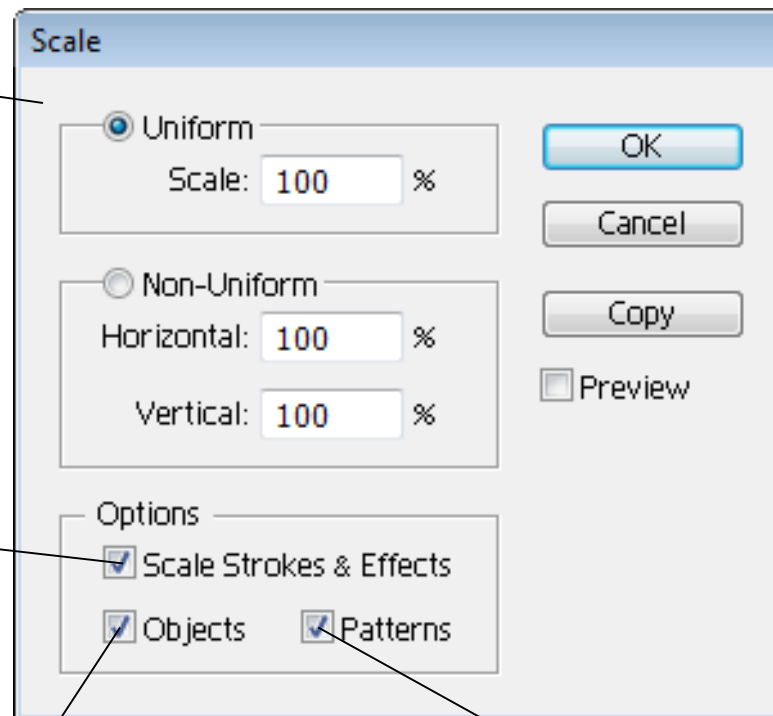 Scale
Uniform
Scale: 100 %
OK
Cancel
Non-Uniform
Horizontal: 100 %
Vertical: 100 %
Copy
Preview
Options
Scale Strokes & Effects
Objects Patterns